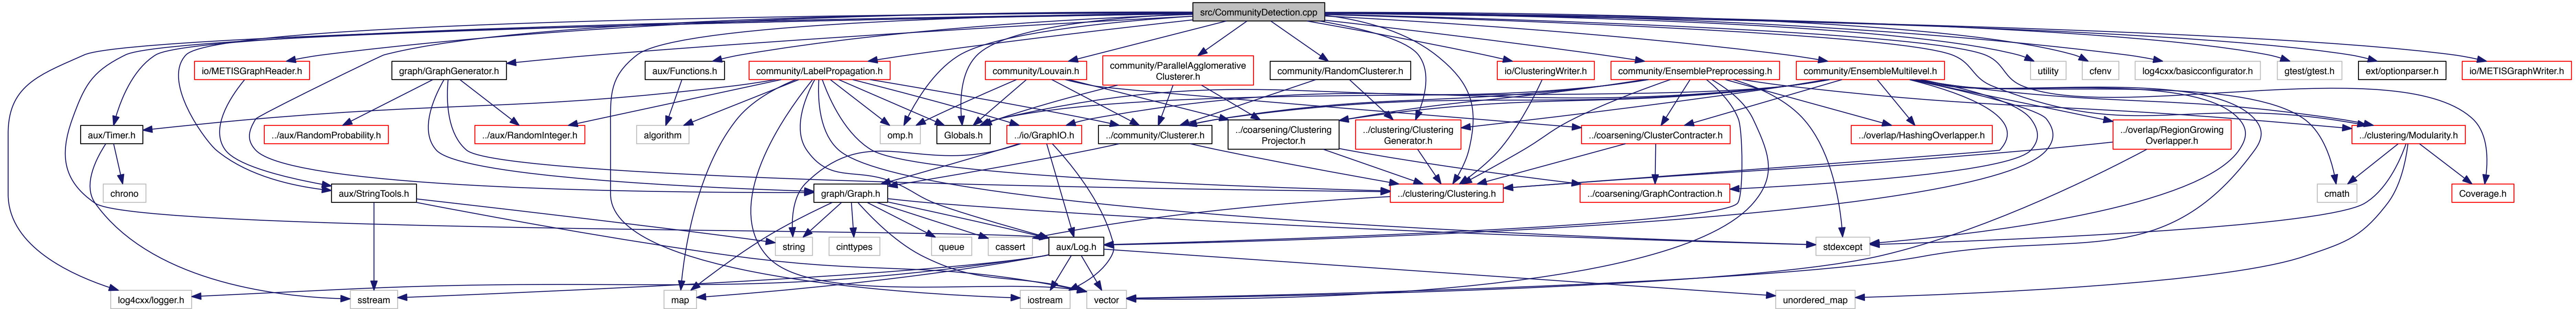 src/CommunityDetection.cpp
io/METISGraphReader.h
graph/GraphGenerator.h
aux/Functions.h
community/LabelPropagation.h
community/Louvain.h
community/ParallelAgglomerative
Clusterer.h
community/RandomClusterer.h
io/ClusteringWriter.h
community/EnsemblePreprocessing.h
community/EnsembleMultilevel.h
utility
cfenv
log4cxx/basicconfigurator.h
gtest/gtest.h
ext/optionparser.h
io/METISGraphWriter.h
aux/Timer.h
../aux/RandomProbability.h
../aux/RandomInteger.h
algorithm
omp.h
Globals.h
../io/GraphIO.h
../community/Clusterer.h
../coarsening/Clustering
Projector.h
../clustering/Clustering
Generator.h
../coarsening/ClusterContracter.h
../overlap/HashingOverlapper.h
../overlap/RegionGrowing
Overlapper.h
../clustering/Modularity.h
chrono
aux/StringTools.h
graph/Graph.h
../clustering/Clustering.h
../coarsening/GraphContraction.h
cmath
Coverage.h
string
cinttypes
queue
cassert
aux/Log.h
stdexcept
log4cxx/logger.h
sstream
map
iostream
vector
unordered_map